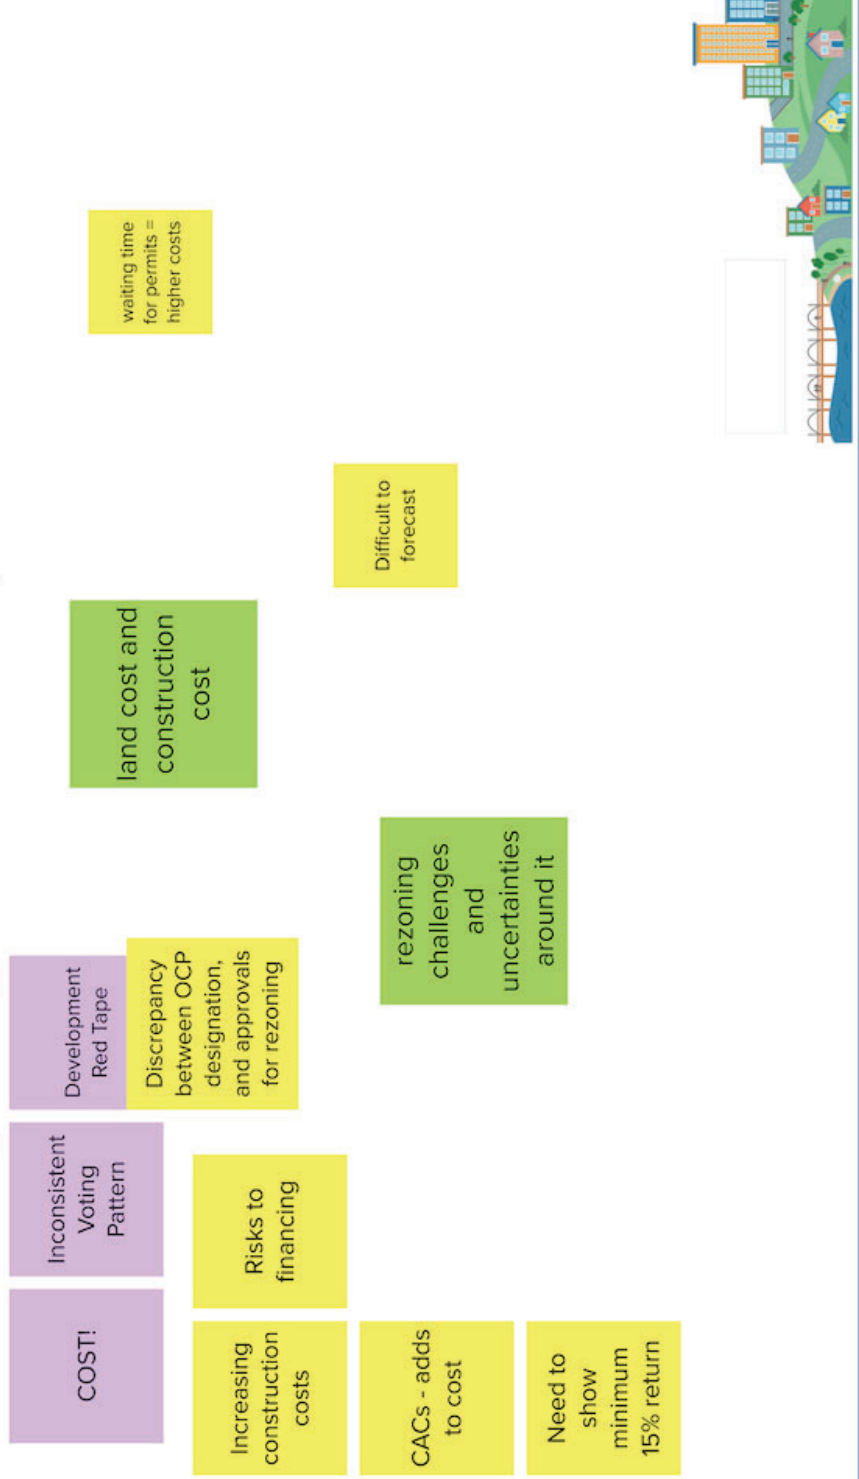 COST!
Inconsistent
Voting
Pattern
Development
Red Tape
Discrepancy
between OCP
designation,
and approvals
for rezoning
land cost and
construction
cost
waiting time
for permits =
higher costs
Increasing
construction
costs
Risks to
financing
CACs - adds
to cost
rezoning
challenges
and
uncertainties
around it
Difficult to
forecast
Need to
show
minimum
15% return